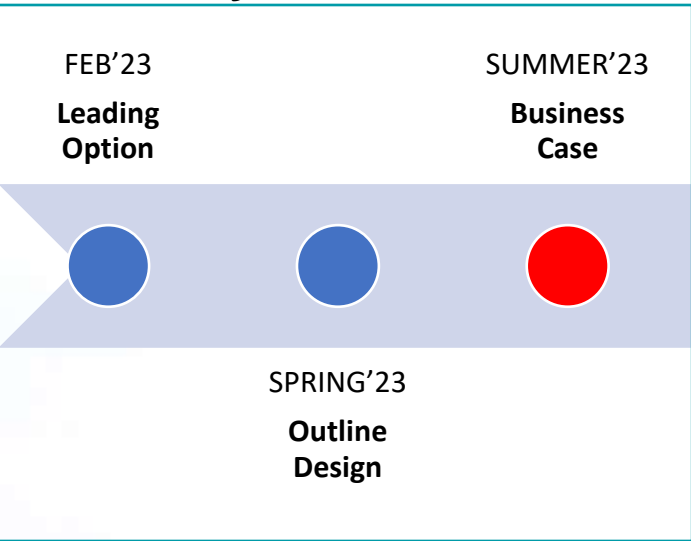 FEB’23
Leading
Option
SUMMER’23
Business
Case
SPRING’23
Outline
Design